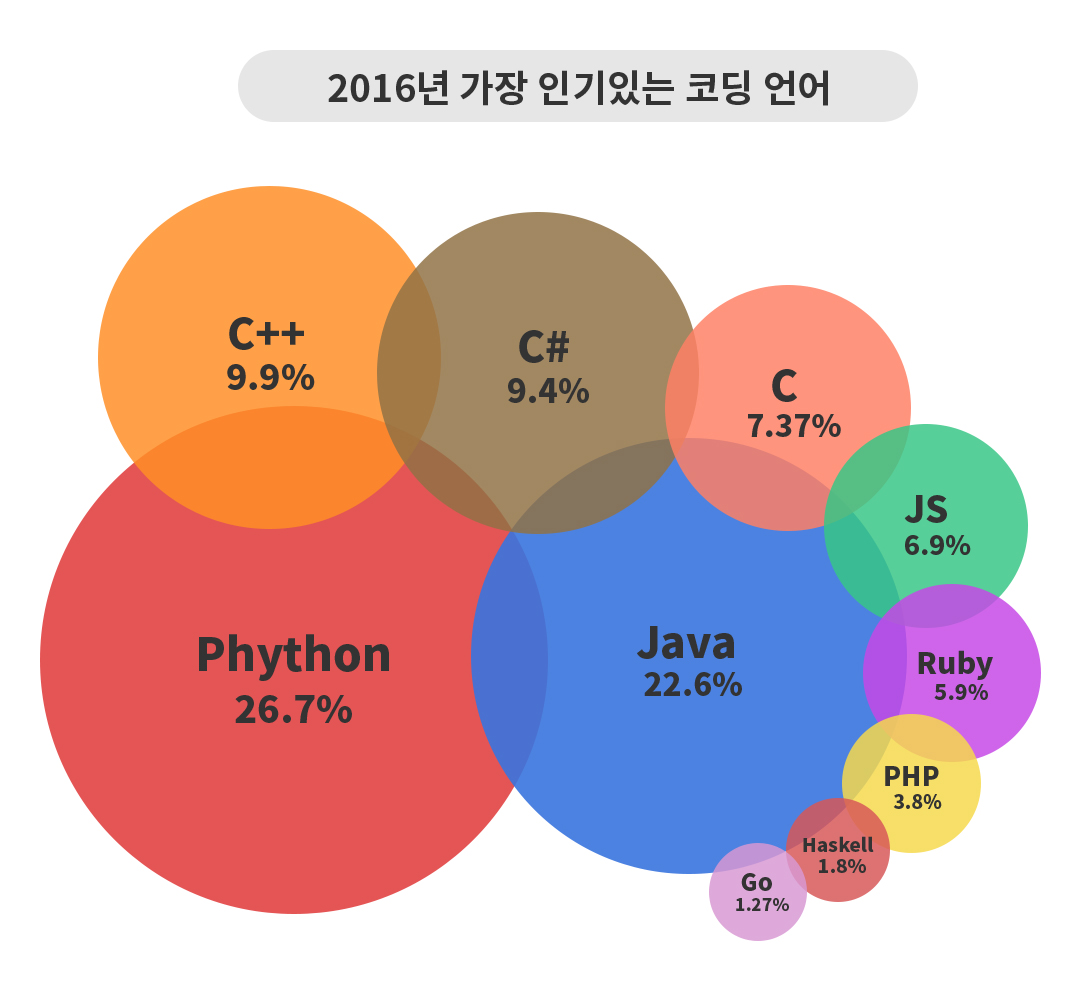 2016년 가장 인기있는 코딩 언어
C++
9.9%
C#
9.4%
C
7.37%
JS
6.9%
Phython
26.7%
Java
22.6%
Ruby
5.9%
PHP
3.8%
Haskell
1.8%
Go
1.27%